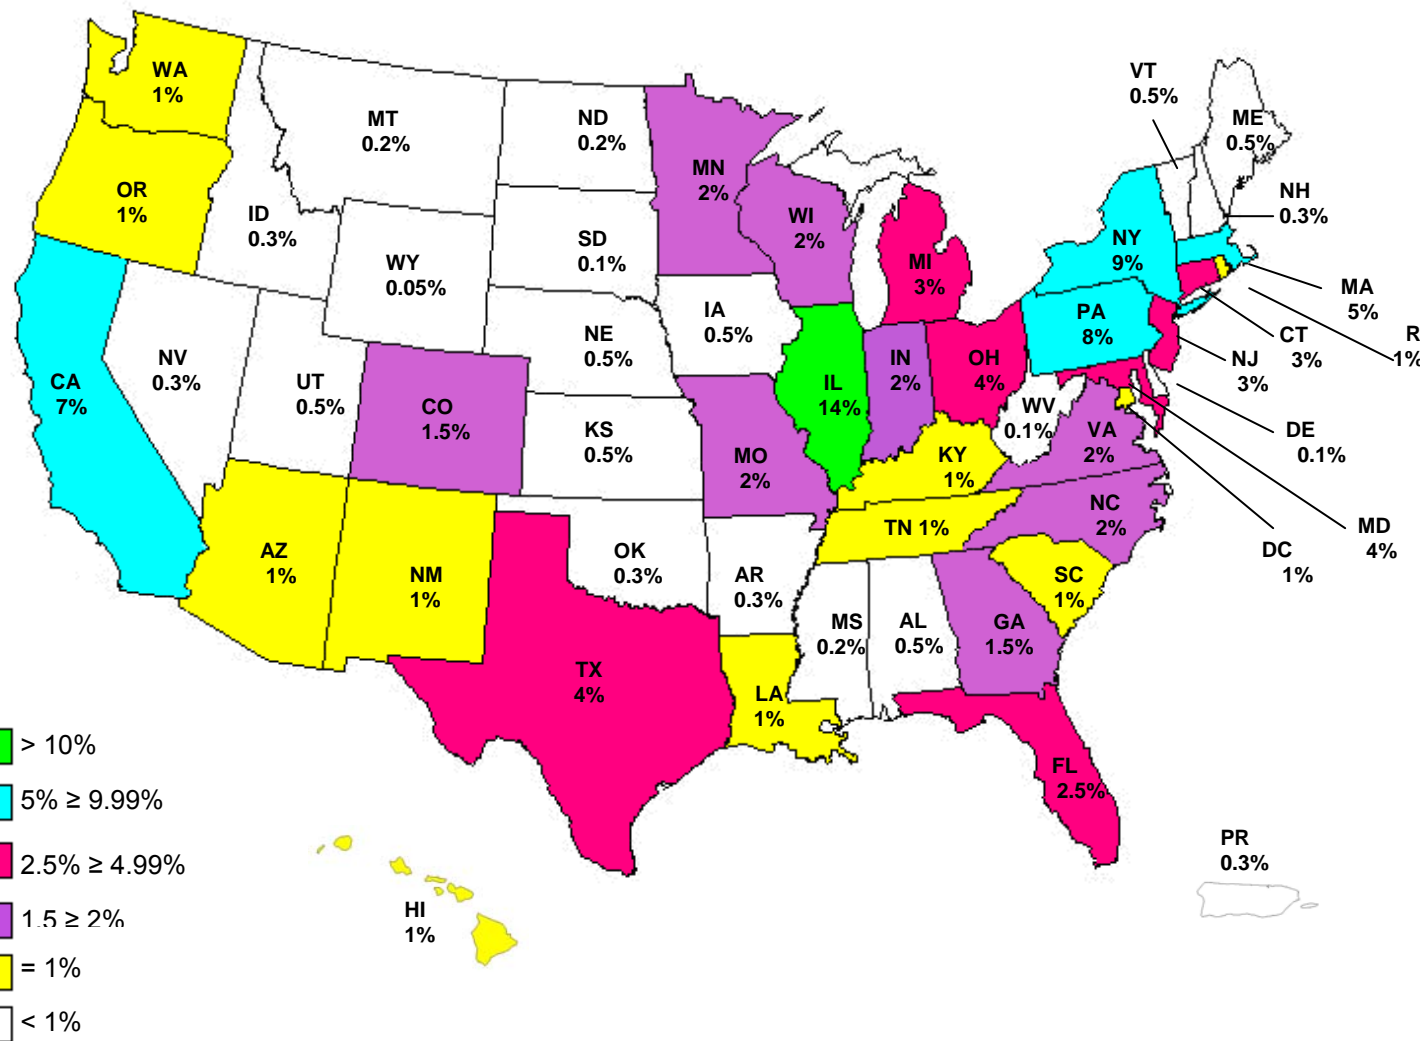 WA
1%
MT
0.2%
ND
0.2%
MN
2%
VT
0.5%
ME
0.5%
OR
1%
ID
0.3%
WY
0.05%
SD
0.1%
WI
2%
MI
3%
NY
9%
NH
0.3%
MA
5%
R
1%
CT
3%
NJ
3%
PA
8%
IA
0.5%
NE
0.5%
NV
0.3%
UT
0.5%
CA
7%
CO
1.5%
KS
0.5%
MO
2%
IL
14%
IN
2%
OH
4%
WV
0.1%
VA
2%
DE
0.1%
KY
1%
MD
4%
DC
1%
NC
2%
TN 1%
AZ
1%
NM
1%
OK
0.3%
AR
0.3%
SC
1%
MS
0.2%
AL
0.5%
GA
1.5%
TX
4%
LA
1%
FL
2.5%
PR
0.3%
HI
1%
> 10%
5% ≥ 9.99%
2.5% ≥ 4.99%
1.5 ≥ 2%
= 1%
< 1%